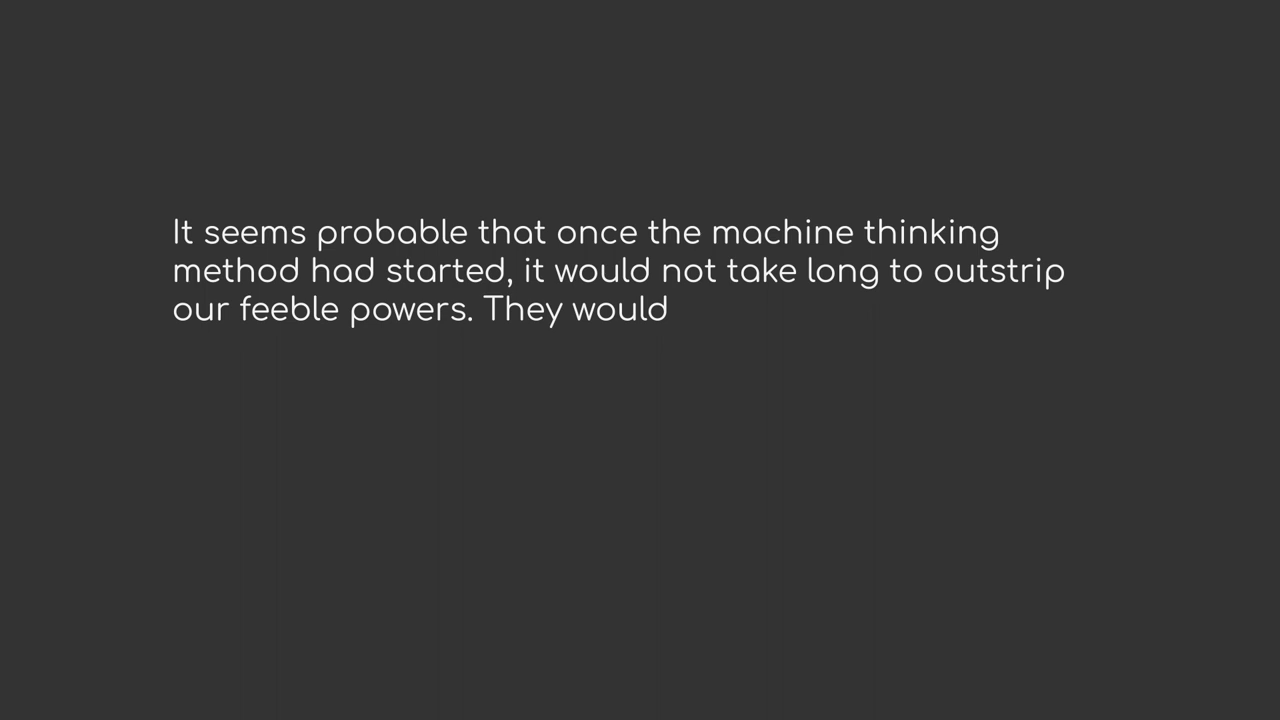 It seems probable that once the machine thinking
method had started, it would not take long to outstrip
our feeble powers. They would